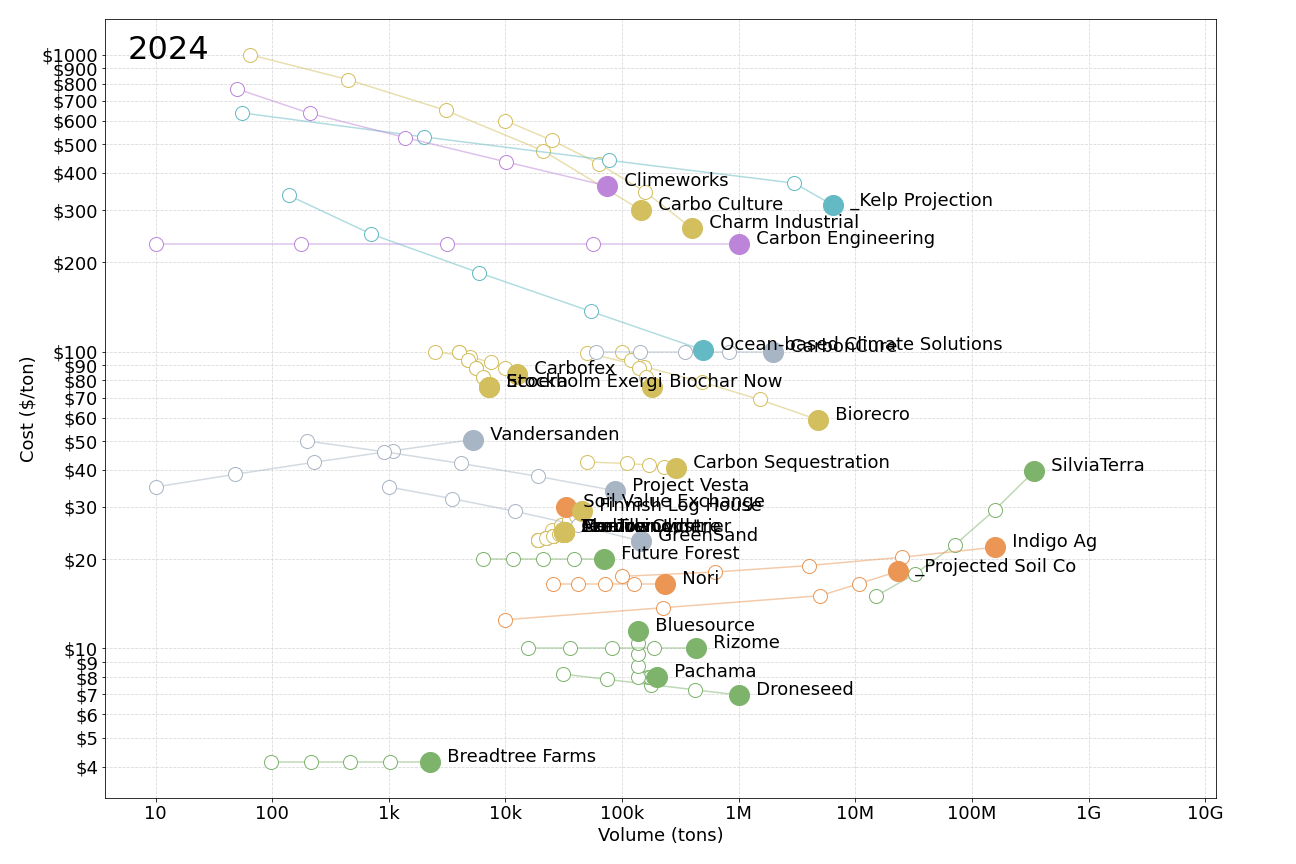 2024
$1000
$900
$800
$700
$600
$500
$400
$300
$200
$100
$90
$80
$70
$60
$50
$40
$30
$20
$10
$9
$8
$7
$6
$5
$4
Cost ($/ton)
Climeworks
_Kelp Projection
Carbo Culture
Charm Industrial
Carbon Engineering
Ocean-based Climate Solutions
CarbonCure
Carbofex
Stockholm Exergi
Biochar Now
Biorecro
Vandersanden
Carbon Sequestration
SilviaTerra
Project Vesta
Soil Value Exchange
Finnish Log House
GreenSand
Indigo Ag
Future Forest
_Projected Soil Co
Nori
Bluesource
Rizome
Pachama
Droneseed
Breadtree Farms
10
100
1k
10k
100k
1M
10M
100M
1G
10G
Volume (tons)